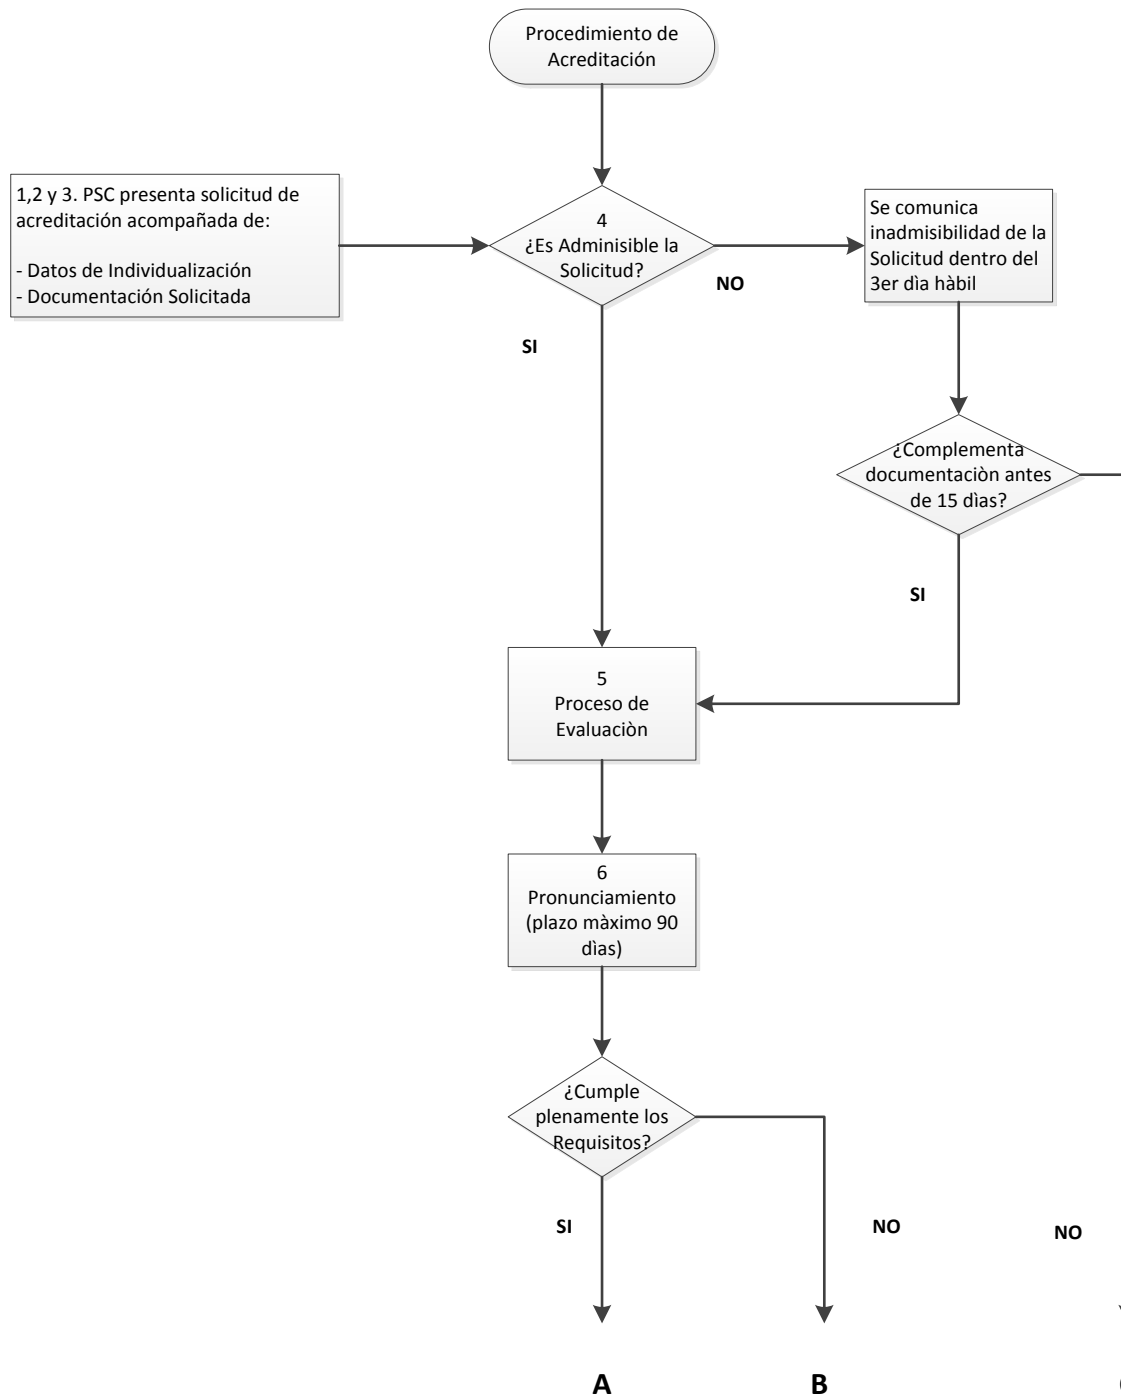 Procedimiento de
Acreditación
1,2 y 3. PSC presenta solicitud de
acreditación acompañada de:
- Datos de Individualización
- Documentación Solicitada
4
¿Es Adminisible la
Solicitud?
NO
SI
Se comunica
inadmisibilidad de la
Solicitud dentro del
3er dìa hàbil
¿Complementa
documentaciòn antes
de 15 dìas?
SI
5
Proceso de
Evaluaciòn
6
Pronunciamiento
(plazo màximo 90
dìas)
¿Cumple
plenamente los
Requisitos?
SI
NO
NO
A
B